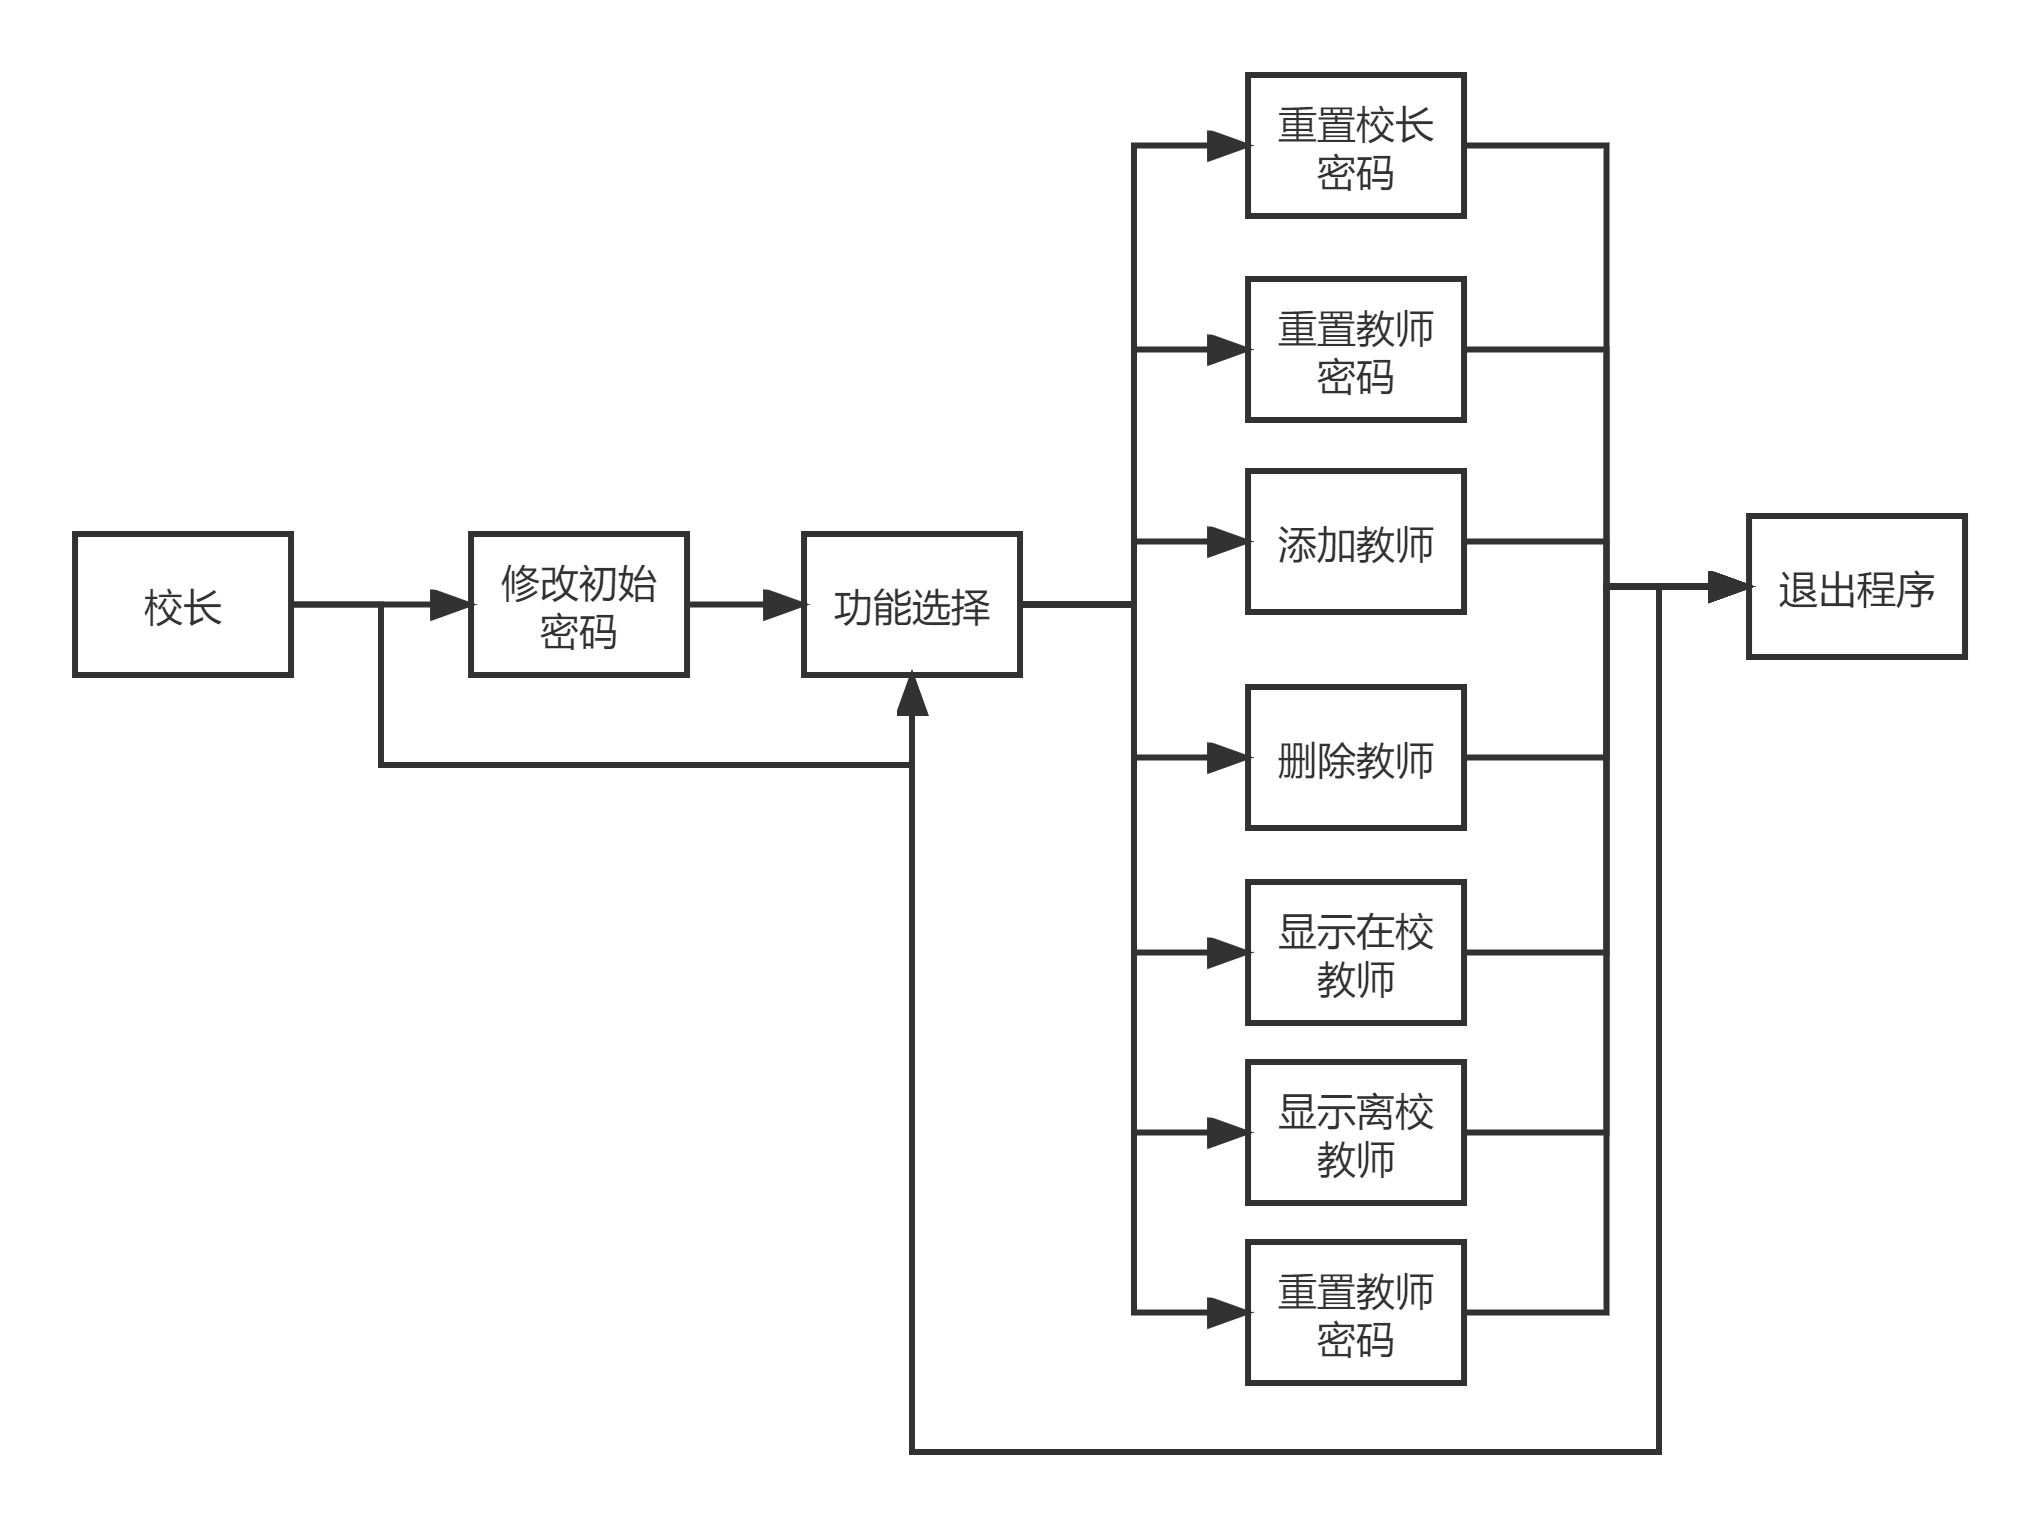 校长
修改初始
密码
功能选择
重置校长
密码
重置教师
密码
添加教师
删除教师
显示在校
教师
显示离校
教师
重置教师
密码
退出程序